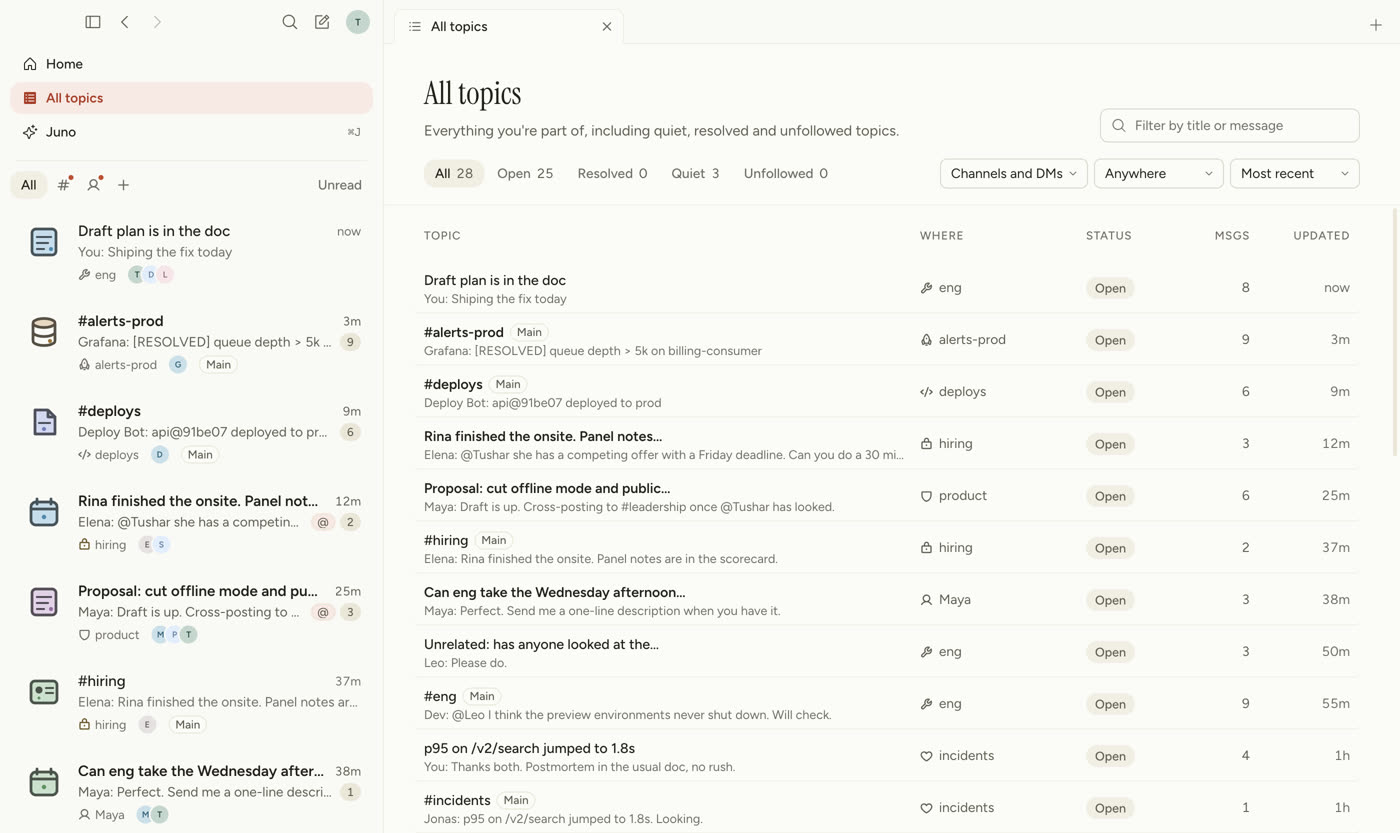 T
Home
All topics
Juno ⌘J
All # + Unread
Draft plan is in the doc now
You: Shiping the fix today
eng T D L
#alerts-prod 3m
Grafana: [RESOLVED] queue depth > 5k ... 9
alerts-prod G Main
#deploys 9m
Deploy Bot: api@91be07 deployed to pr... 6
deploys D Main
Rina finished the onsite. Panel not... 12m
Elena: @Tushar she has a competin... @ 2
hiring E S
Proposal: cut offline mode and pu... 25m
Maya: Draft is up. Cross-posting to ... @ 3
product M P T
#hiring 37m
Elena: Rina finished the onsite. Panel notes ar...
hiring E Main
Can eng take the Wednesday after... 38m
Maya: Perfect. Send me a one-line descri... 1
Maya M T
All topics
All topics
Everything you're part of, including quiet, resolved and unfollowed topics.
Filter by title or message
All 28 Open 25 Resolved 0 Quiet 3 Unfollowed 0
Channels and DMs Anywhere Most recent
TOPIC WHERE STATUS MSGS UPDATED
Draft plan is in the doc
You: Shiping the fix today
eng Open 8 now
#alerts-prod Main
Grafana: [RESOLVED] queue depth > 5k on billing-consumer
alerts-prod Open 9 3m
#deploys Main
Deploy Bot: api@91be07 deployed to prod
deploys Open 6 9m
Rina finished the onsite. Panel notes...
Elena: @Tushar she has a competing offer with a Friday deadline. Can you do a 30 mi...
hiring Open 3 12m
Proposal: cut offline mode and public...
Maya: Draft is up. Cross-posting to #leadership once @Tushar has looked.
product Open 6 25m
#hiring Main
Elena: Rina finished the onsite. Panel notes are in the scorecard.
hiring Open 2 37m
Can eng take the Wednesday afternoon...
Maya: Perfect. Send me a one-line description when you have it.
Maya Open 3 38m
Unrelated: has anyone looked at the...
Leo: Please do.
eng Open 3 50m
#eng Main
Dev: @Leo I think the preview environments never shut down. Will check.
eng Open 9 55m
p95 on /v2/search jumped to 1.8s
You: Thanks both. Postmortem in the usual doc, no rush.
incidents Open 4 1h
#incidents Main
Jonas: p95 on /v2/search jumped to 1.8s. Looking.
incidents Open 1 1h